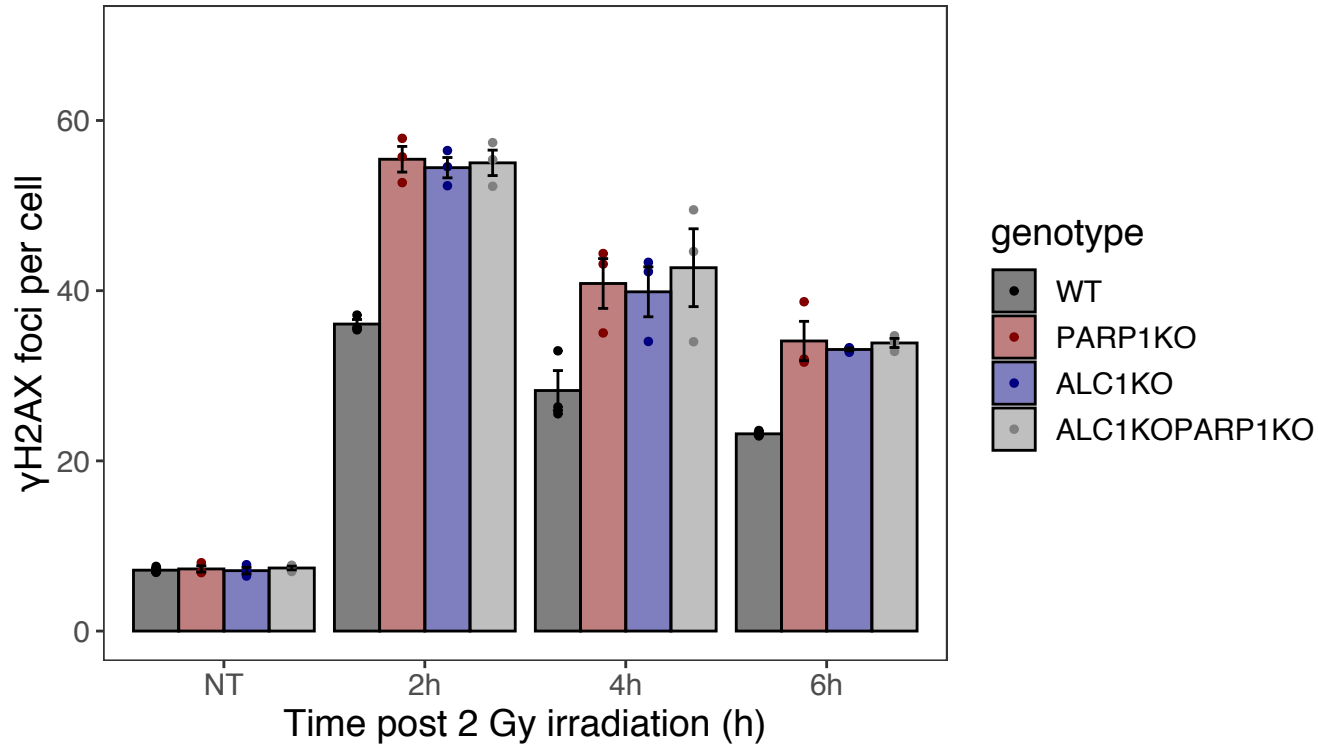 60
40
20
0
γH2AX foci per cell
NT 2h 4h 6h
Time post 2 Gy irradiation (h)
genotype
WT
PARP1KO
ALC1KO
ALC1KOPARP1KO